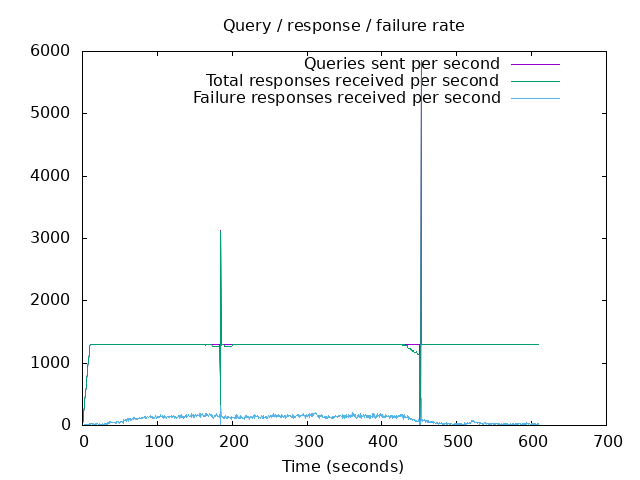 Query / response / failure rate
Queries sent per second
Total responses received per second
Failure responses received per second
6000
5000
4000
3000
2000
1000
0
0 100 200 300 400 500 600 700
Time (seconds)